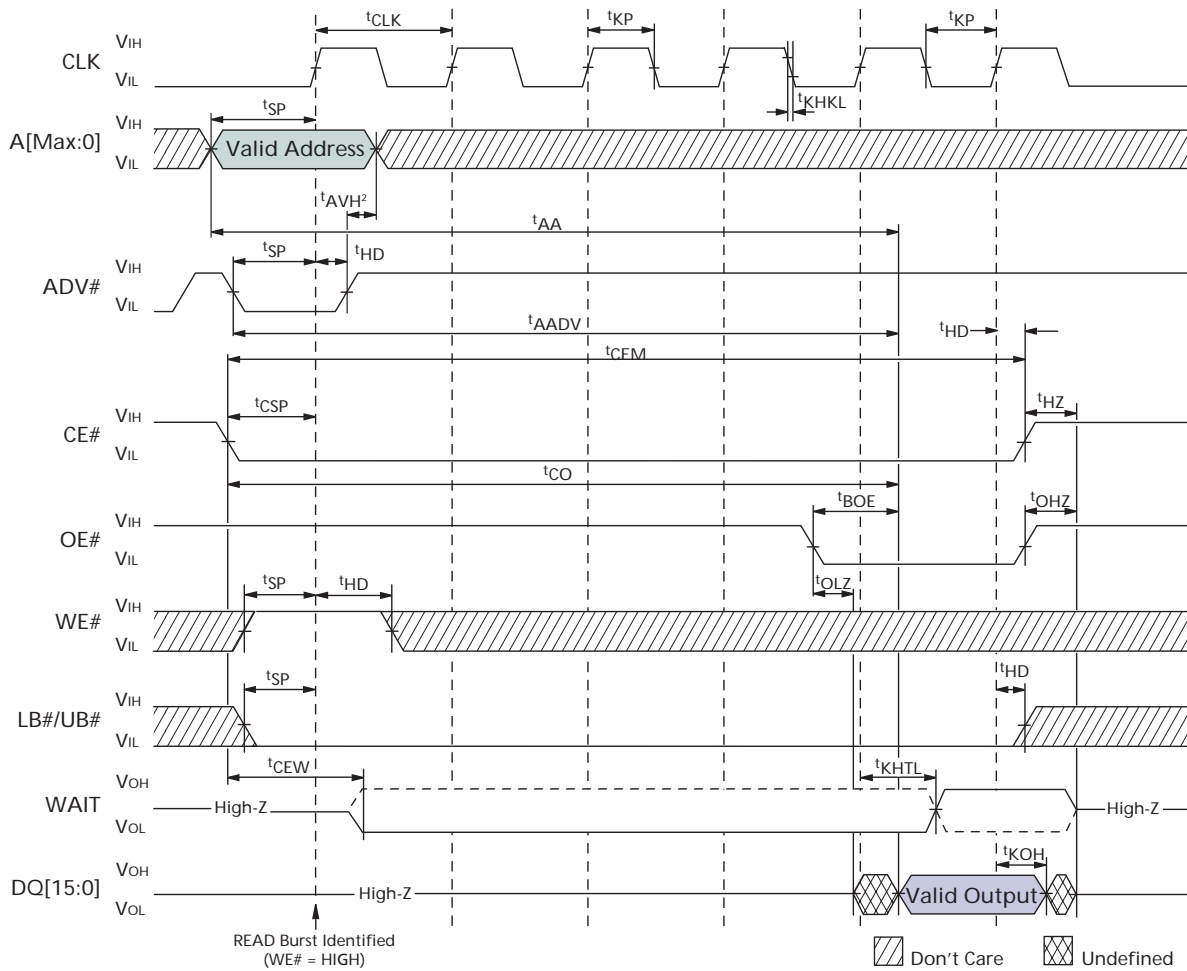 tCLK tKP tKP
VIH
CLK
VIL
tKHKL
tSP
VIH
A[Max:0] Valid Address
VIL
tAVH2
tAA
tSP tHD
VIH
ADV#
VIL
tAADV tHD
tCEM
tCSP tHZ
VIH
CE#
VIL
tCO
tBOE tOHZ
VIH
OE#
VIL
tSP tHD tOLZ
VIH
WE#
VIL
tSP tHD
VIH
LB#/UB#
VIL
tCEW tKHTL
VOH
WAIT High-Z High-Z
VOL
tKOH
VOH
DQ[15:0] High-Z Valid Output
VOL
READ Burst Identified
(WE# = HIGH)
Don't Care Undefined